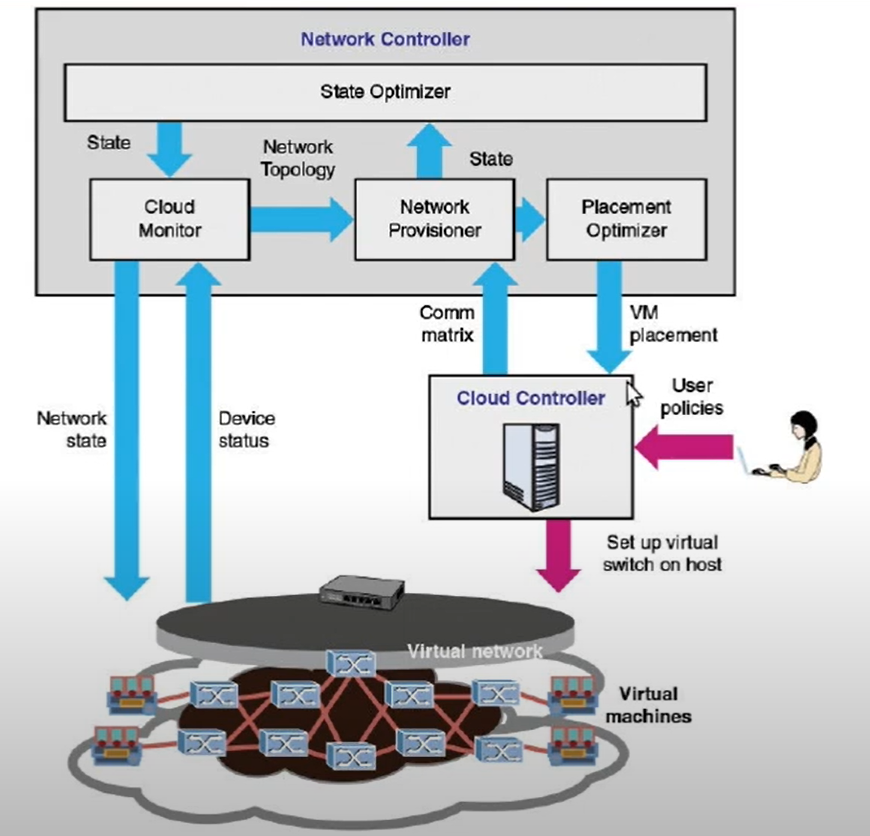 Network Controller
State Optimizer
State
Network
Topology
State
Cloud
Monitor
Network
Provisioner
Placement
Optimizer
Comm
matrix
VM
placement
Network
state
Device
status
Cloud Controller
User
policies
Set up virtual
switch on host
Virtual network
Virtual
machines